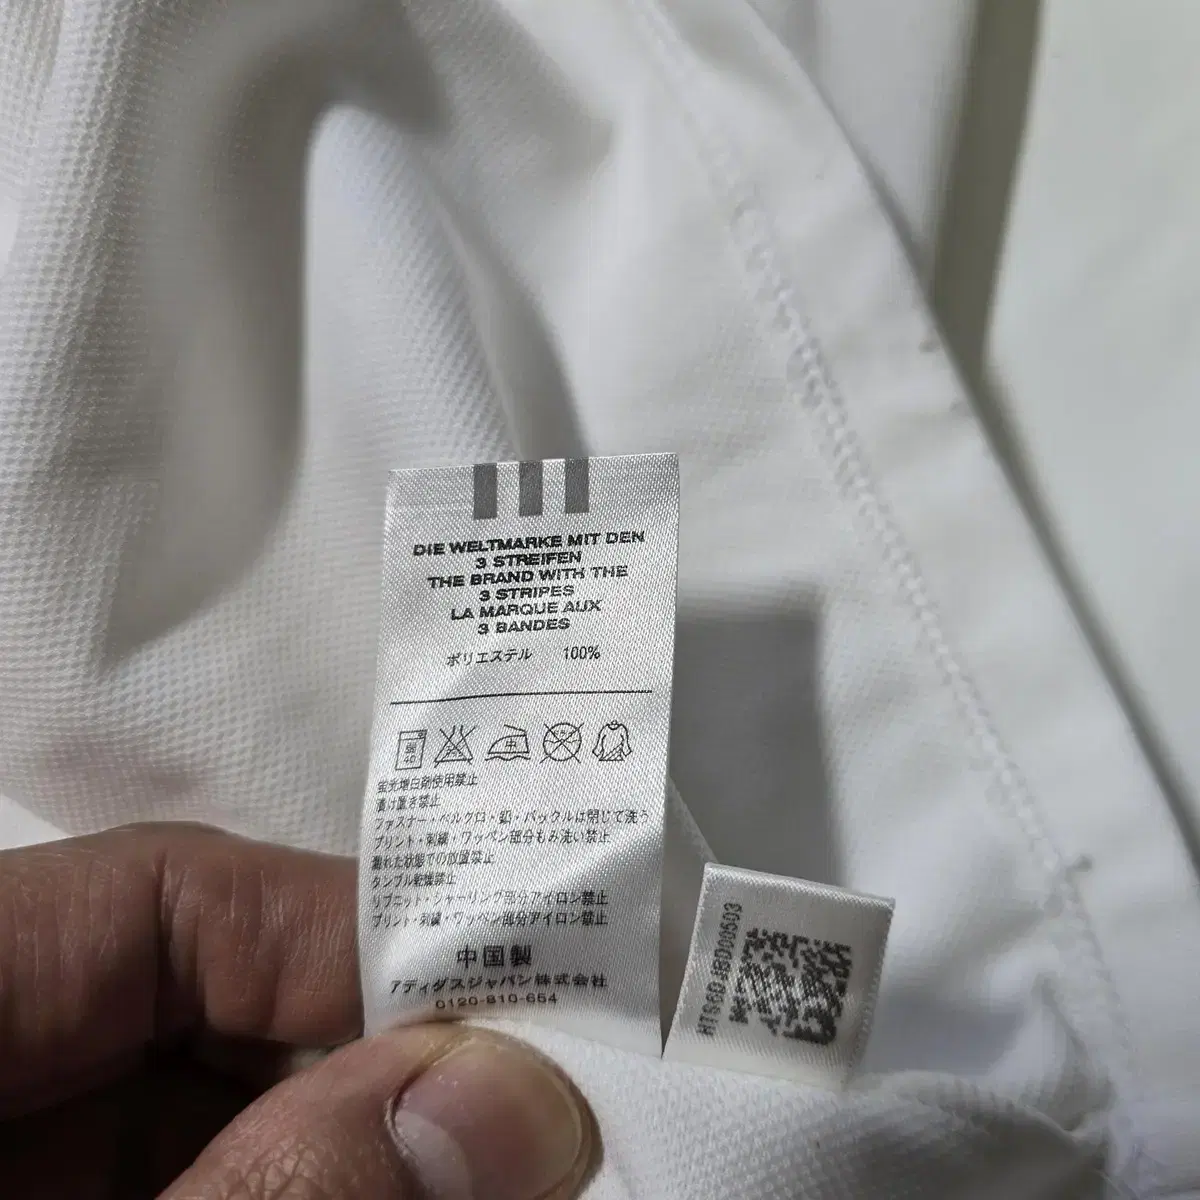 DIE WELTMARKE MIT DEN
3 STREIFEN
THE BRAND WITH THE
3 STRIPES
LA MARQUE AUX
3 BANDES
ポリエステル 100%
40
中
蛍光増白剤使用禁止
漬け置き禁止
ファスナー・ベルクロ・釦・バックルは閉じて洗う
プリント・刺繍・ワッペン部分もみ洗い禁止
濡れた状態での放置禁止
タンブル乾燥禁止
リブニット・シャーリング部分アイロン禁止
プリント・刺繍・ワッペン部分アイロン禁止
中国製
アディダスジャパン株式会社
0120-810-654